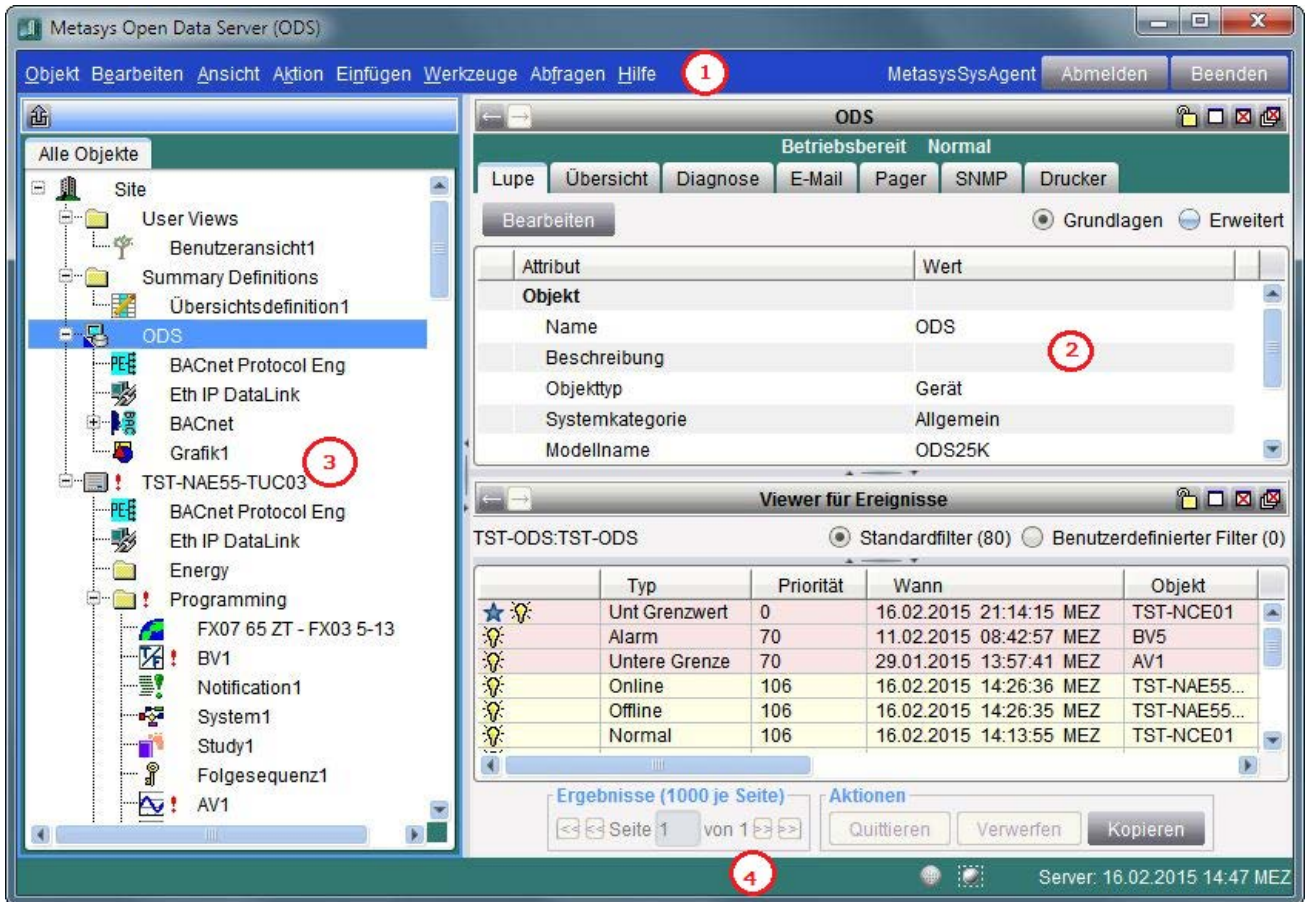 Metasys Open Data Server (ODS)
Objekt Bearbeiten Ansicht Aktion Einfügen Werkzeuge Abfragen Hilfe 1 MetasysSysAgent Abmelden Beenden
Alle Objekte
Site
User Views
Benutzeransicht1
Summary Definitions
Übersichtsdefinition1
ODS
BACnet Protocol Eng
Eth IP DataLink
BACnet
Grafik1
3
TST-NAE55-TUC03
BACnet Protocol Eng
Eth IP DataLink
Energy
Programming
FX07 65 ZT - FX03 5-13
BV1
Notification1
System1
Study1
Folgesequenz1
AV1
ODS
Betriebsbereit Normal
Lupe Übersicht Diagnose E-Mail Pager SNMP Drucker
Bearbeiten Grundlagen Erweitert
Attribut Wert
Objekt
Name ODS
Beschreibung 2
Objekttyp Gerät
Systemkategorie Allgemein
Modellname ODS25K
Viewer für Ereignisse
TST-ODS:TST-ODS Standardfilter (80) Benutzerdefinierter Filter (0)
Typ Priorität Wann Objekt
Unt Grenzwert 0 16.02.2015 21:14:15 MEZ TST-NCE01
Alarm 70 11.02.2015 08:42:57 MEZ BV5
Untere Grenze 70 29.01.2015 13:57:41 MEZ AV1
Online 106 16.02.2015 14:26:36 MEZ TST-NAE55...
Offline 106 16.02.2015 14:26:35 MEZ TST-NAE55...
Normal 106 16.02.2015 14:13:55 MEZ TST-NCE01
Ergebnisse (1000 je Seite) Aktionen
<< << Seite 1 von 1 >> >> Quittieren Verwerfen Kopieren
4 Server: 16.02.2015 14:47 MEZ